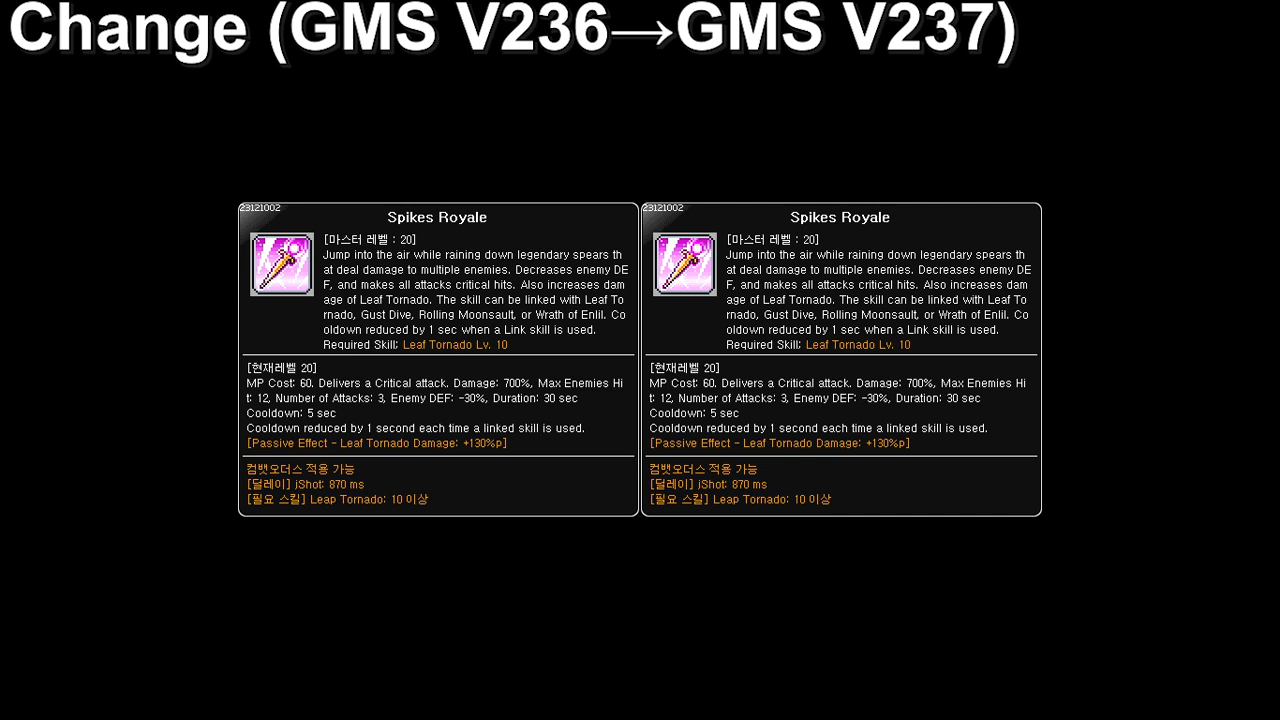 Change (GMS V236→GMS V237)
23121002
Spikes Royale
[마스터 레벨 : 20]
Jump into the air while raining down legendary spears th
at deal damage to multiple enemies. Decreases enemy DE
F, and makes all attacks critical hits. Also increases dam
age of Leaf Tornado. The skill can be linked with Leaf To
rnado, Gust Dive, Rolling Moonsault, or Wrath of Enlil. Co
oldown reduced by 1 sec when a Link skill is used.
Required Skill: Leaf Tornado Lv. 10
[현재레벨 20]
MP Cost: 60. Delivers a Critical attack. Damage: 700%, Max Enemies Hi
t: 12, Number of Attacks: 3, Enemy DEF: -30%, Duration: 30 sec
Cooldown: 5 sec
Cooldown reduced by 1 second each time a linked skill is used.
[Passive Effect - Leaf Tornado Damage: +130%p]
컴뱃오더스 적용 가능
[딜레이] jShot: 870 ms
[필요 스킬] Leap Tornado: 10 이상
23121002
Spikes Royale
[마스터 레벨 : 20]
Jump into the air while raining down legendary spears th
at deal damage to multiple enemies. Decreases enemy DE
F, and makes all attacks critical hits. Also increases dam
age of Leaf Tornado. The skill can be linked with Leaf To
rnado, Gust Dive, Rolling Moonsault, or Wrath of Enlil. Co
oldown reduced by 1 sec when a Link skill is used.
Required Skill: Leaf Tornado Lv. 10
[현재레벨 20]
MP Cost: 60. Delivers a Critical attack. Damage: 700%, Max Enemies Hi
t: 12, Number of Attacks: 3, Enemy DEF: -30%, Duration: 30 sec
Cooldown: 5 sec
Cooldown reduced by 1 second each time a linked skill is used.
[Passive Effect - Leaf Tornado Damage: +130%p]
컴뱃오더스 적용 가능
[딜레이] jShot: 870 ms
[필요 스킬] Leap Tornado: 10 이상